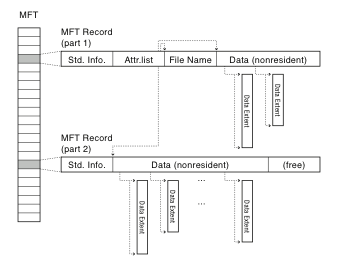 MFT
MFT Record
(part 1)
Std. Info. Attr.list File Name Data (nonresident)
Data Extent
Data Extent
MFT Record
(part 2)
Std. Info. Data (nonresident) (free)
... 
...
Data Extent
Data Extent
Data Extent